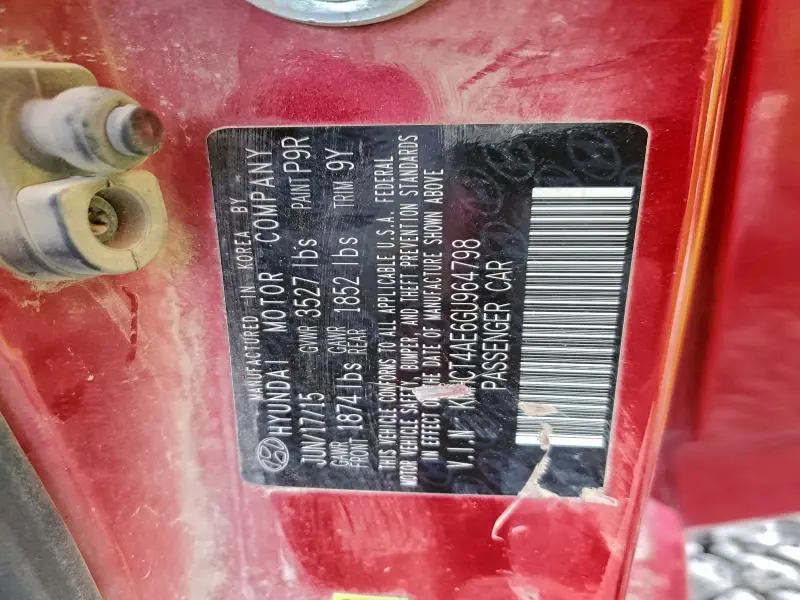 MANUFACTURED IN KOREA BY
HYUNDAI MOTOR COMPANY
JUN/17/15 GVWR 3527 lbs PAINT P9R
GAWR FRONT 1874 lbs GAWR REAR 1852 lbs TRIM 9Y
THIS VEHICLE CONFORMS TO ALL APPLICABLE U.S.A. FEDERAL
MOTOR VEHICLE SAFETY, BUMPER, AND THEFT PREVENTION STANDARDS
IN EFFECT ON THE DATE OF MANUFACTURE SHOWN ABOVE
V.I.N KMHCT4AE6GU964798
PASSENGER CAR